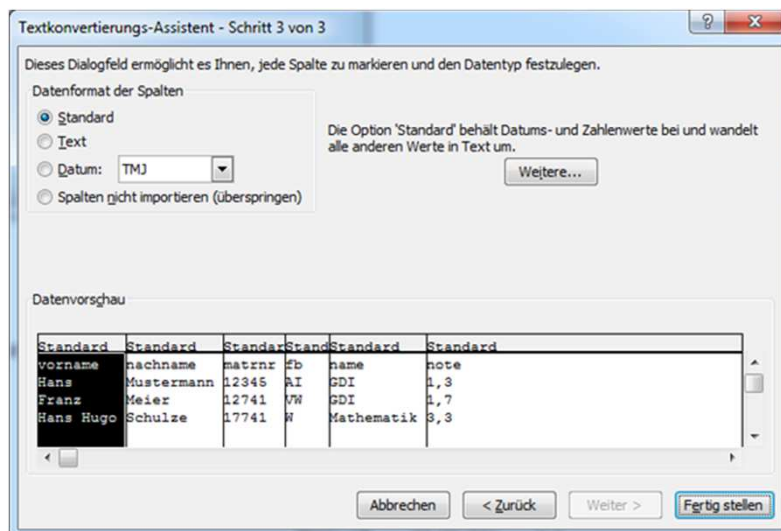 Textkonvertierungs-Assistent - Schritt 3 von 3
Dieses Dialogfeld ermöglicht es Ihnen, jede Spalte zu markieren und den Datentyp festzulegen.
Datenformat der Spalten
Standard
Text
Datum: TMJ
Spalten nicht importieren (überspringen)
Die Option 'Standard' behält Datums- und Zahlenwerte bei und wandelt
alle anderen Werte in Text um.
Weitere...
Datenvorschau
Standard Standard Standar Stand Standard Standard
vorname nachname matrnr fb name note
Hans Mustermann 12345 AI GDI 1,3
Franz Meier 12741 VW GDI 1,7
Hans Hugo Schulze 17741 W Mathematik 3,3
Abbrechen < Zurück Weiter > Fertig stellen